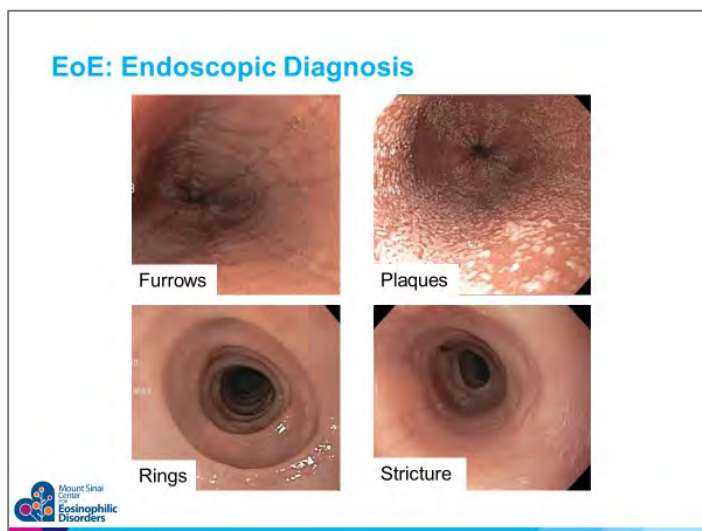 EoE: Endoscopic Diagnosis
Furrows
Plaques
Rings
Stricture
Mount Sinai
Center
FOR
Eosinophilic
Disorders